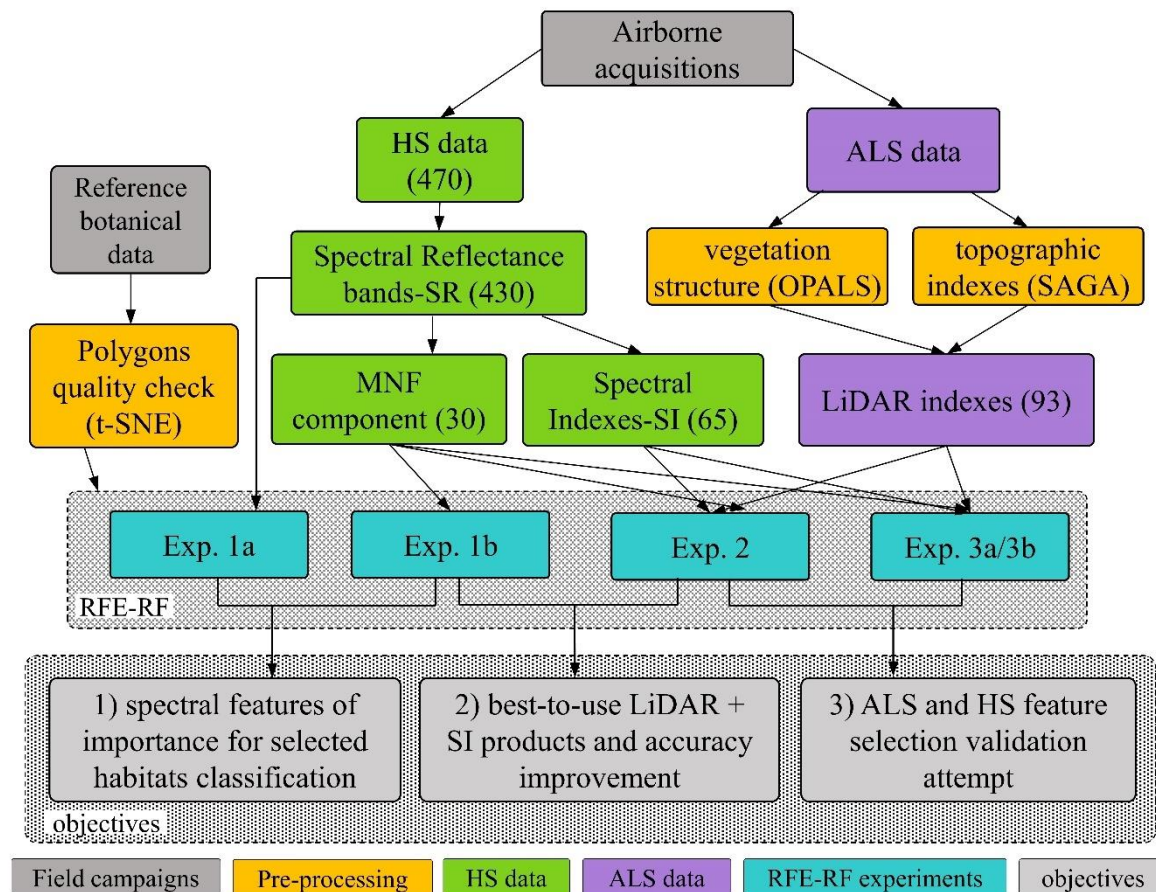 Airborne
acquisitions
HS data
(470)
ALS data
Reference
botanical
data
Spectral Reflectance
bands-SR (430)
vegetation
structure (OPALS)
topographic
indexes (SAGA)
Polygons
quality check
(t-SNE)
MNF
component (30)
Spectral
Indexes-SI (65)
LiDAR indexes (93)
Exp. 1a
Exp. 1b
Exp. 2
Exp. 3a/3b
RFE-RF
1) spectral features of
importance for selected
habitats classification
2) best-to-use LiDAR +
SI products and accuracy
improvement
3) ALS and HS feature
selection validation
attempt
objectives
Field campaigns
Pre-processing
HS data
ALS data
RFE-RF experiments
objectives